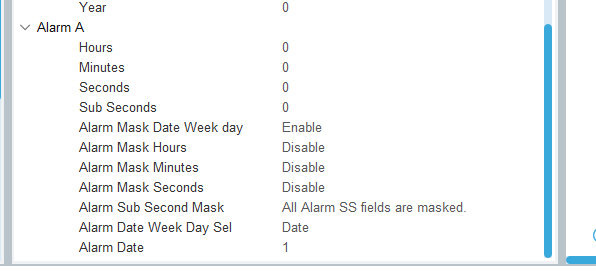 Year 0
Alarm A
Hours 0
Minutes 0
Seconds 0
Sub Seconds 0
Alarm Mask Date Week day Enable
Alarm Mask Hours Disable
Alarm Mask Minutes Disable
Alarm Mask Seconds Disable
Alarm Sub Second Mask All Alarm SS fields are masked.
Alarm Date Week Day Sel Date
Alarm Date 1